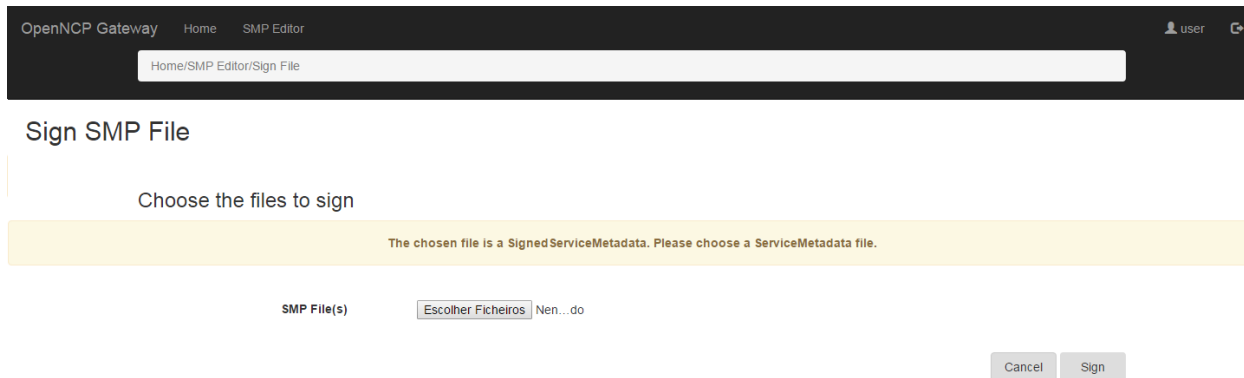 OpenNCP Gateway Home SMP Editor user
Home/SMP Editor/Sign File
Sign SMP File
Choose the files to sign
The chosen file is a SignedServiceMetadata. Please choose a ServiceMetadata file.
SMP File(s) Escolher Ficheiros Nen...do
Cancel Sign